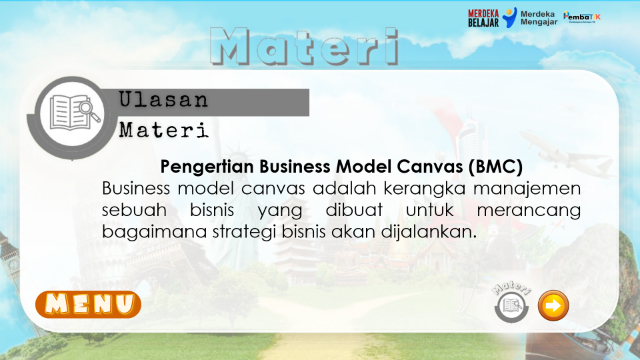 MERDEKA
BELAJAR
Merdeka
Mengajar
PembaTIK
Materi
Ulasan
Materi
Pengertian Business Model Canvas (BMC)
Business model canvas adalah kerangka manajemen
sebuah bisnis yang dibuat untuk merancang
bagaimana strategi bisnis akan dijalankan.
MENU
Materi